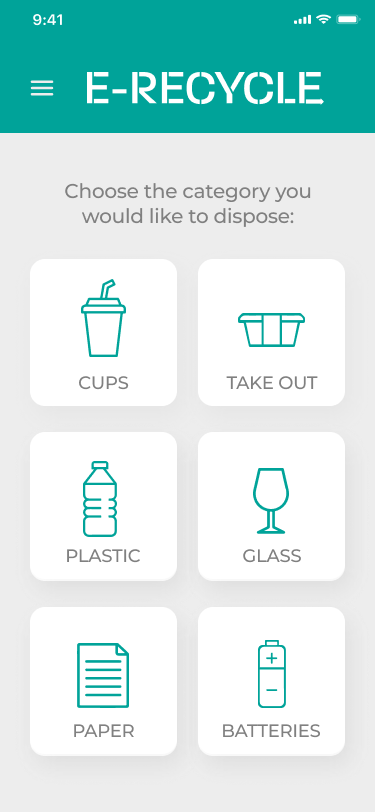 9:41
E-RECYCLE
Choose the category you
would like to dispose:
CUPS
TAKE OUT
PLASTIC
GLASS
PAPER
BATTERIES